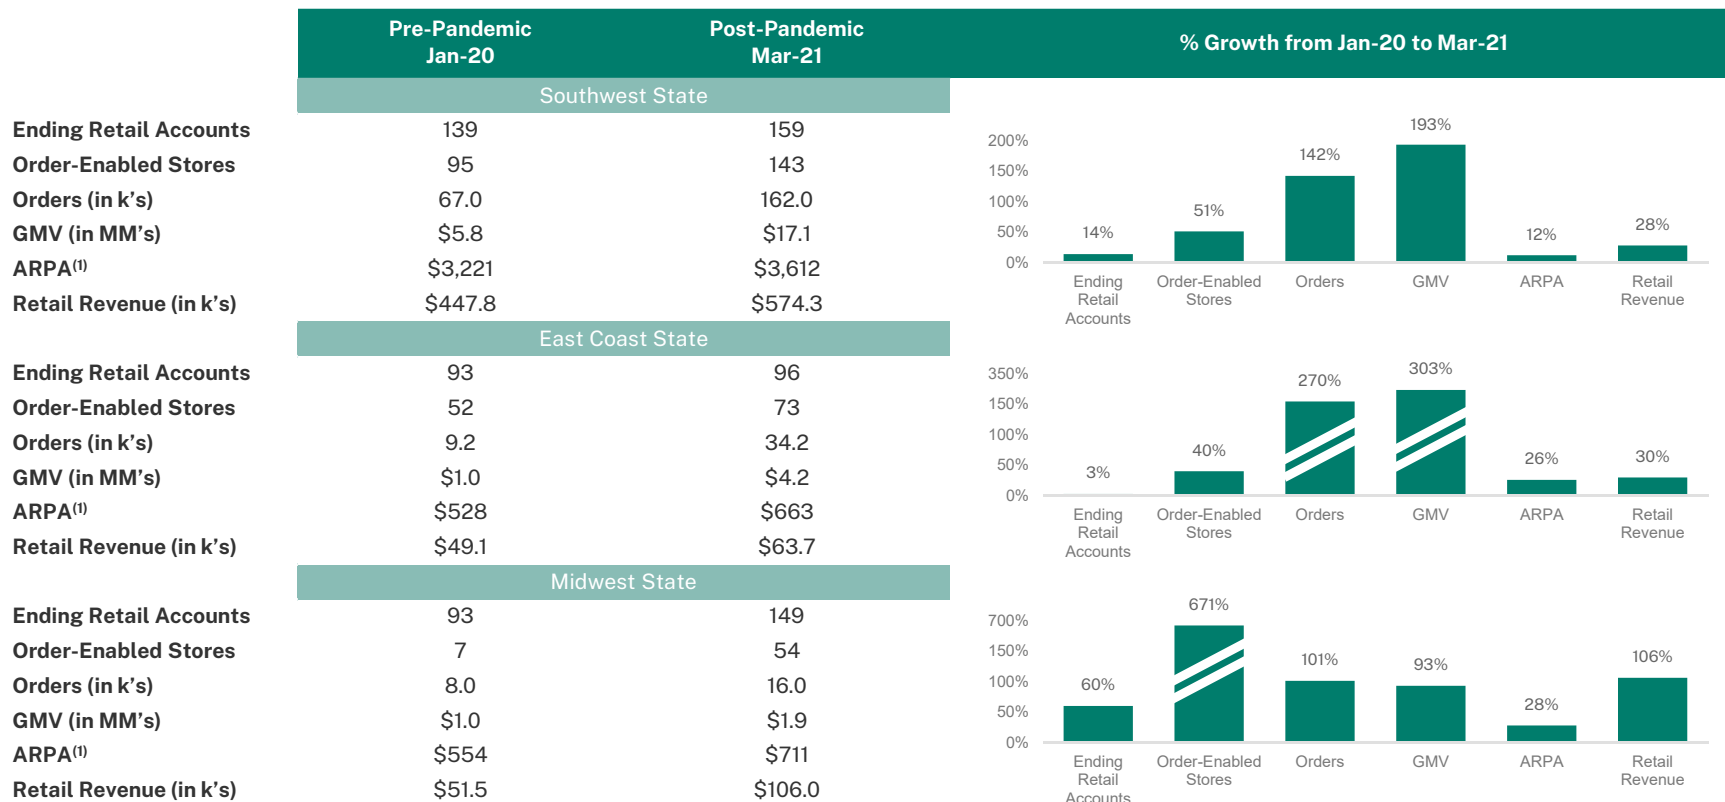 Pre-Pandemic
Jan-20
Post-Pandemic
Mar-21
% Growth from Jan-20 to Mar-21
Southwest State
Ending Retail Accounts 139 159
Order-Enabled Stores 95 143
Orders (in k’s) 67.0 162.0
GMV (in MM’s) $5.8 $17.1
ARPA(1) $3,221 $3,612
Retail Revenue (in k’s) $447.8 $574.3
200%
150%
100%
50%
0%
14%
51%
142%
193%
12%
28%
Ending
Retail
Accounts
Order-Enabled
Stores
Orders
GMV
ARPA
Retail
Revenue
East Coast State
Ending Retail Accounts 93 96
Order-Enabled Stores 52 73
Orders (in k’s) 9.2 34.2
GMV (in MM’s) $1.0 $4.2
ARPA(1) $528 $663
Retail Revenue (in k’s) $49.1 $63.7
350%
150%
100%
50%
0%
3%
40%
270%
303%
26%
30%
Ending
Retail
Accounts
Order-Enabled
Stores
Orders
GMV
ARPA
Retail
Revenue
Midwest State
Ending Retail Accounts 93 149
Order-Enabled Stores 7 54
Orders (in k’s) 8.0 16.0
GMV (in MM’s) $1.0 $1.9
ARPA(1) $554 $711
Retail Revenue (in k’s) $51.5 $106.0
700%
150%
100%
50%
0%
60%
671%
101%
93%
28%
106%
Ending
Retail
Accounts
Order-Enabled
Stores
Orders
GMV
ARPA
Retail
Revenue